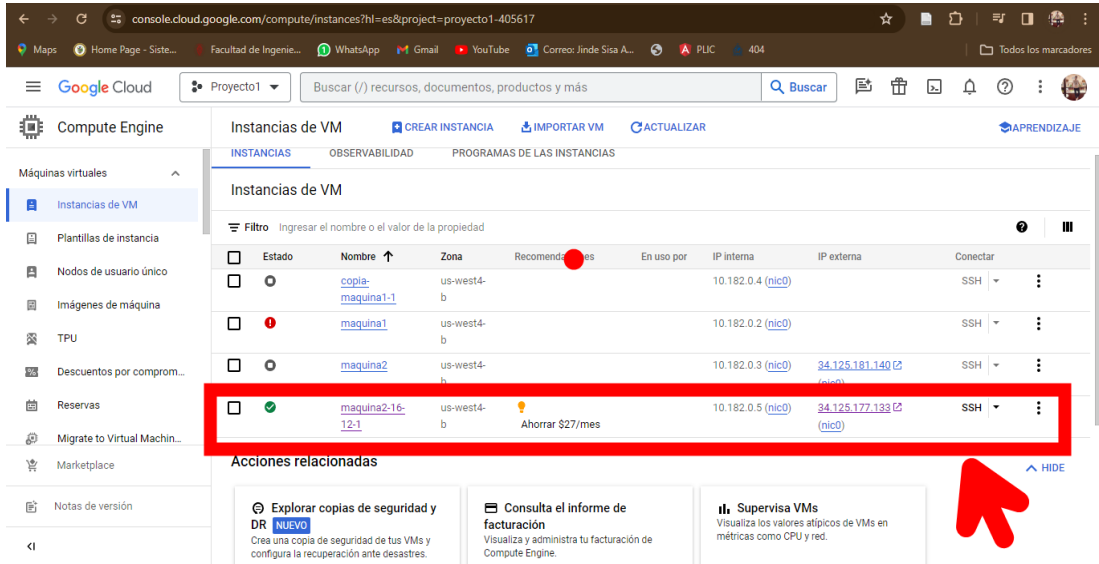 console.cloud.google.com/compute/instances?hl=es&project=proyecto1-405617
Maps Home Page - Siste... Facultad de Ingenie... WhatsApp Gmail YouTube Correo: Jinde Sisa A... PLIC 404 Todos los marcadores
Google Cloud Proyecto1 Buscar (/) recursos, documentos, productos y más Buscar
Compute Engine Instancias de VM CREAR INSTANCIA IMPORTAR VM ACTUALIZAR APRENDIZAJE
INSTANCIAS OBSERVABILIDAD PROGRAMAS DE LAS INSTANCIAS
Máquinas virtuales
Instancias de VM
Plantillas de instancia
Nodos de usuario único
Imágenes de máquina
TPU
Descuentos por comprom...
Reservas
Migrate to Virtual Machin...
Marketplace
Notas de versión
Instancias de VM
Filtro Ingresar el nombre o el valor de la propiedad
Estado Nombre Zona En uso por IP interna IP externa Conectar
copia- us-west4- 10.182.0.4 (nic0) SSH
maquina1-1 b
maquina1 us-west4- 10.182.0.2 (nic0) SSH
b
maquina2 us-west4- 10.182.0.3 (nic0) 34.125.181.140 SSH
b (nic0)
maquina2-16- us-west4- 10.182.0.5 (nic0) 34.125.177.133 SSH
12-1 b Ahorrar $27/mes (nic0)
Acciones relacionadas HIDE
Explorar copias de seguridad y
DR NUEVO
Crea una copia de seguridad de tus VMs y
configura la recuperación ante desastres.
Consulta el informe de
facturación
Visualiza y administra tu facturación de
Compute Engine.
Supervisa VMs
Visualiza los valores atípicos de VMs en
métricas como CPU y red.